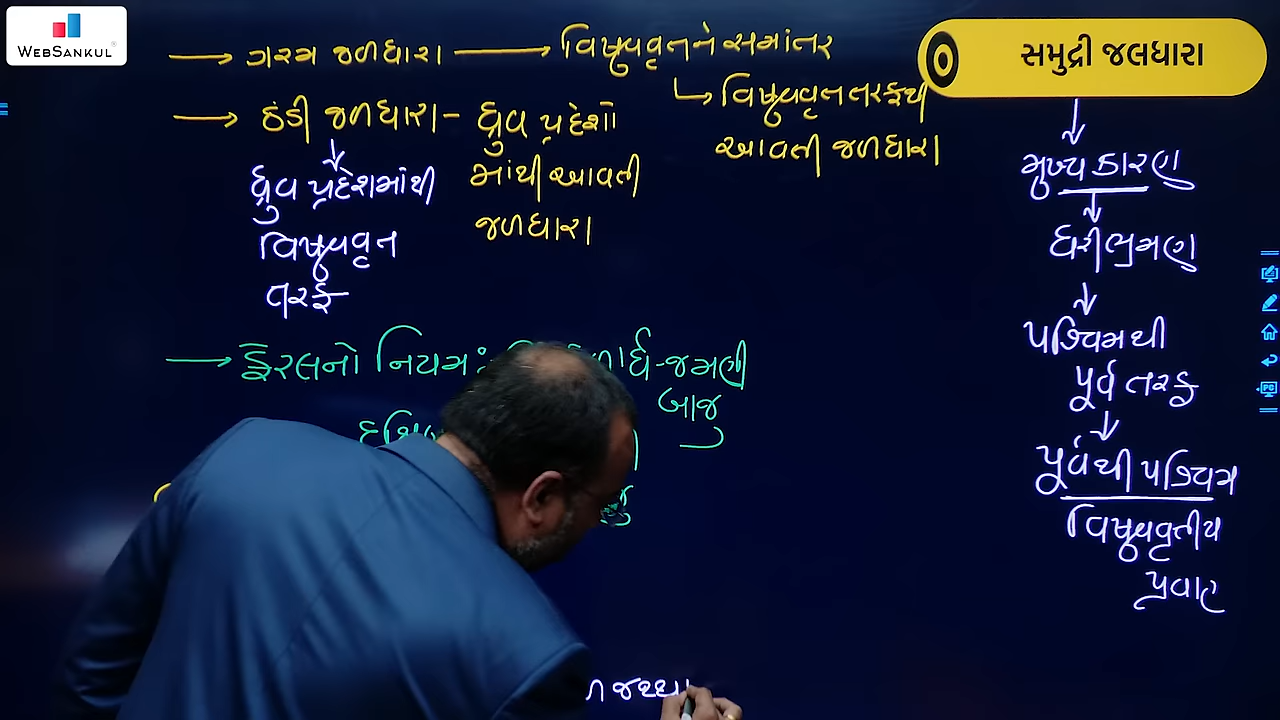 WEBSANKUL
સમુદ્રી જલધારા
ગરમ જળધારા
વિષુવવૃત્તને સમાંતર
વિષુવવૃત્ત તરફથી
આવતી જળધારા
ઠંડી જળધારા - ધ્રુવ પ્રદેશો
માંથી આવતી
જળધારા
ધ્રુવ પ્રદેશમાંથી
વિષુવવૃત
તરફ
ફેરલનો નિયમ :
જમણી
બાજુ
મુખ્ય કારણ
ધરીભ્રમણ
પશ્ચિમથી
પૂર્વ તરફ
પૂર્વથી પશ્ચિમ
વિષુવવૃતીય
પ્રવાહ